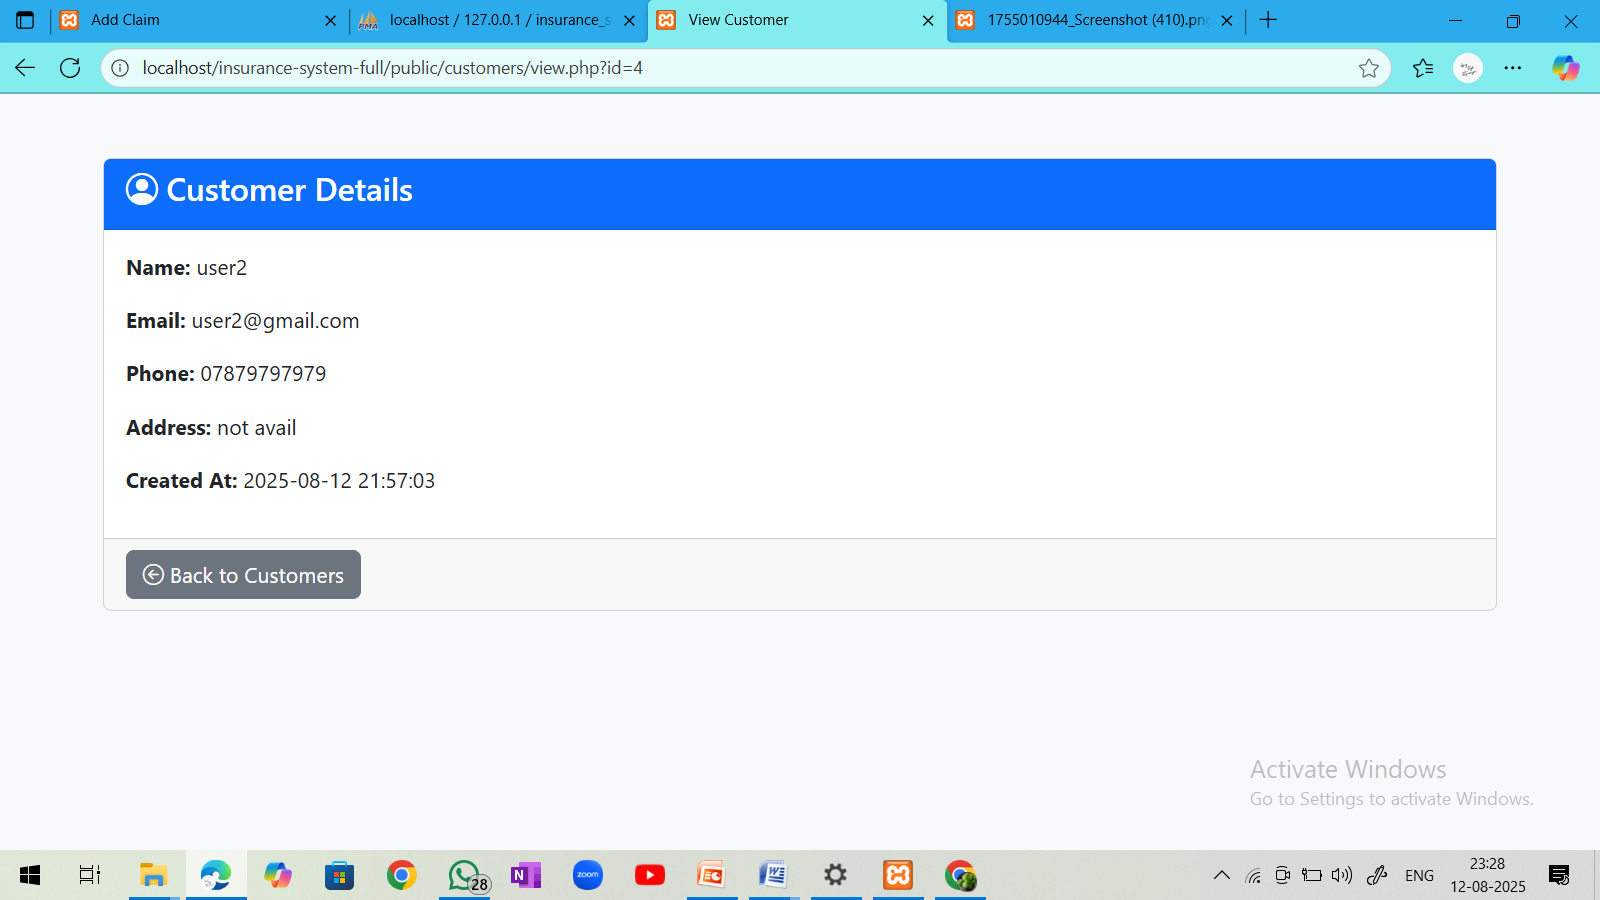 Add Claim
localhost / 127.0.0.1 / insurance_s
View Customer
1755010944_Screenshot (410).png
localhost/insurance-system-full/public/customers/view.php?id=4
Customer Details
Name: user2
Email: user2@gmail.com
Phone: 07879797979
Address: not avail
Created At: 2025-08-12 21:57:03
Back to Customers
Activate Windows
Go to Settings to activate Windows.
28
N
zoom
W
ENG
23:28
12-08-2025